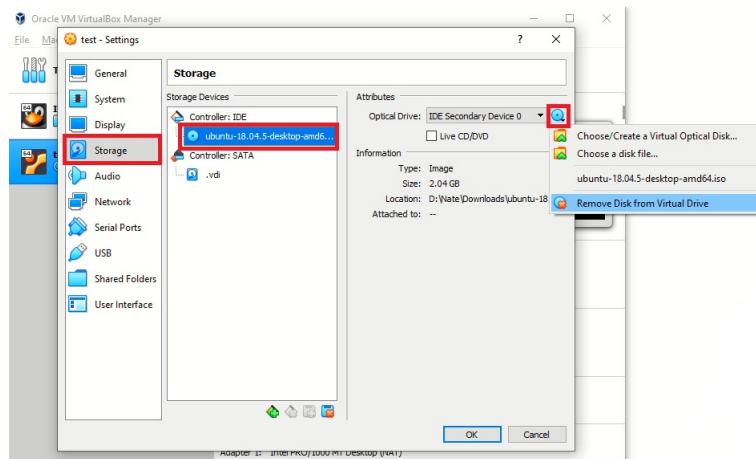 Oracle VM VirtualBox Manager
File Ma
test - Settings
? 
General
System
Display
Storage
Audio
Network
Serial Ports
USB
Shared Folders
User Interface
Storage
Storage Devices
Controller: IDE
ubuntu-18.04.5-desktop-amd6...
Controller: SATA
.vdi
Attributes
Optical Drive: IDE Secondary Device 0
Live CD/DVD
Information
Type: Image
Size: 2.04 GB
Location: D:\Nate\Downloads\ubuntu-18
Attached to: --
Choose/Create a Virtual Optical Disk...
Choose a disk file...
ubuntu-18.04.5-desktop-amd64.iso
Remove Disk from Virtual Drive
OK Cancel
Adapter 1: Intel PRO/1000 MT Desktop (NAT)